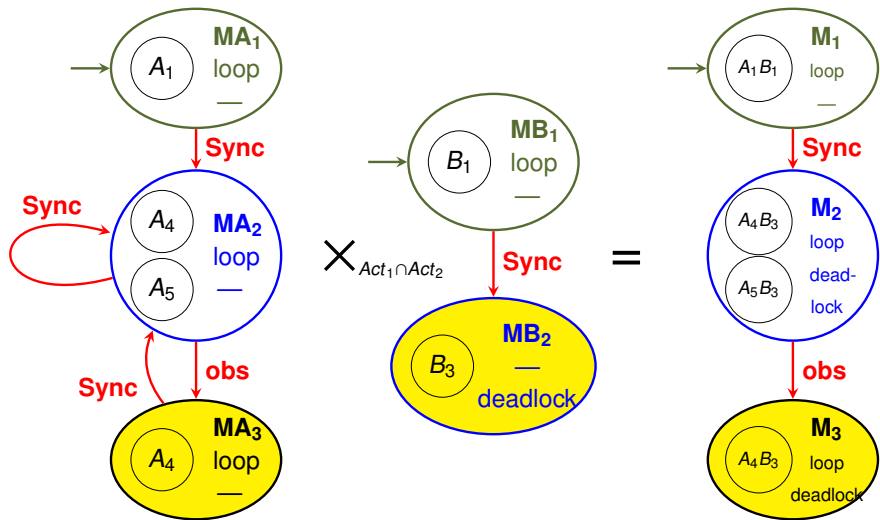 MA₁
A₁
loop
—
Sync
Sync
A₄
MA₂
loop
A₅
—
Sync
obs
MA₃
A₄
loop
—
×Act₁∩Act₂
MB₁
B₁
loop
—
Sync
MB₂
B₃
—
deadlock
=
M₁
A₁B₁
loop
—
Sync
M₂
A₄B₃
loop
A₅B₃
dead-
lock
obs
M₃
A₄B₃
loop
deadlock